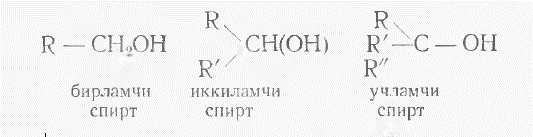 R — CH₂OH
R
R′
CH(OH)
R
R′ — C — OH
R″
бирламчи
спирт
иккиламчи
спирт
учламчи
спирт